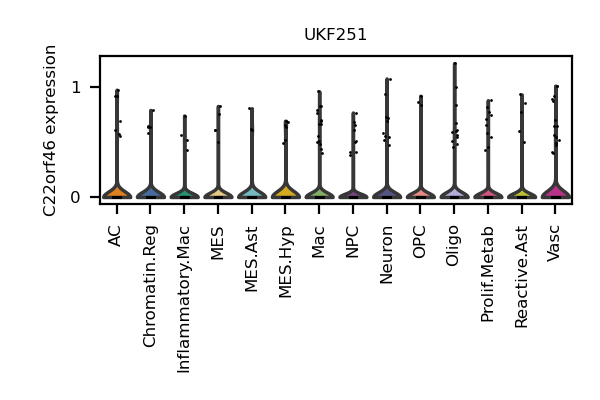 UKF251
C22orf46 expression
1
0
AC
Chromatin.Reg
Inflammatory.Mac
MES
MES.Ast
MES.Hyp
Mac
NPC
Neuron
OPC
Oligo
Prolif.Metab
Reactive.Ast
Vasc